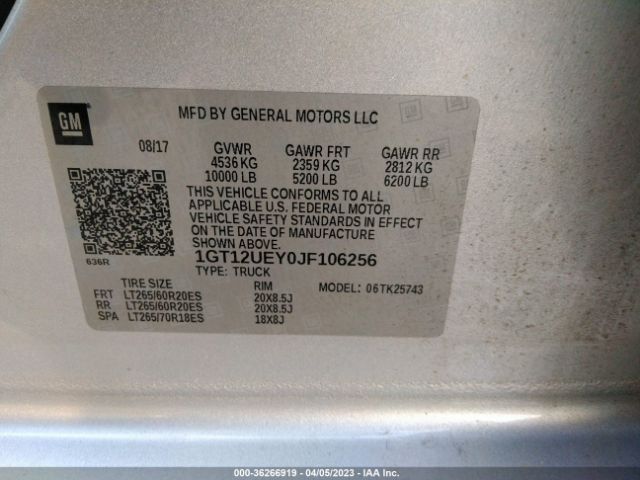 GM
MFD BY GENERAL MOTORS LLC
08/17 GVWR GAWR FRT GAWR RR
4536 KG 2359 KG 2812 KG
10000 LB 5200 LB 6200 LB
THIS VEHICLE CONFORMS TO ALL
APPLICABLE U.S. FEDERAL MOTOR
VEHICLE SAFETY STANDARDS IN EFFECT
ON THE DATE OF MANUFACTURE
SHOWN ABOVE.
636R
1GT12UEY0JF106256
TYPE: TRUCK
TIRE SIZE RIM MODEL: 06TK25743
FRT LT265/60R20ES 20X8.5J
RR LT265/60R20ES 20X8.5J
SPA LT265/70R18ES 18X8J
000-36266919 / 04/05/2023 - IAA Inc.